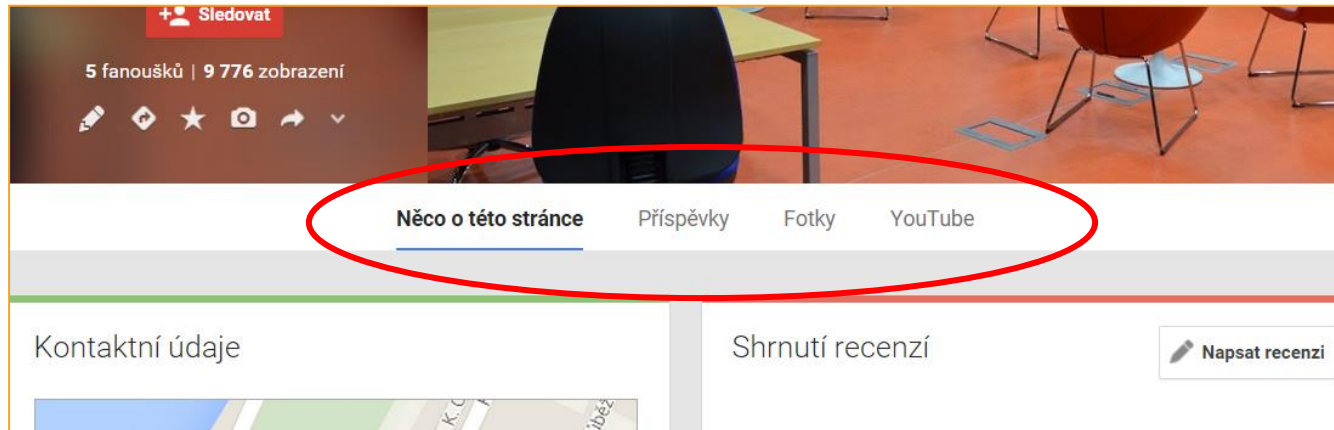 Sledovat
5 fanoušků | 9 776 zobrazení
Něco o této stránce Příspěvky Fotky YouTube
Kontaktní údaje
Shrnutí recenzí
Napsat recenzi